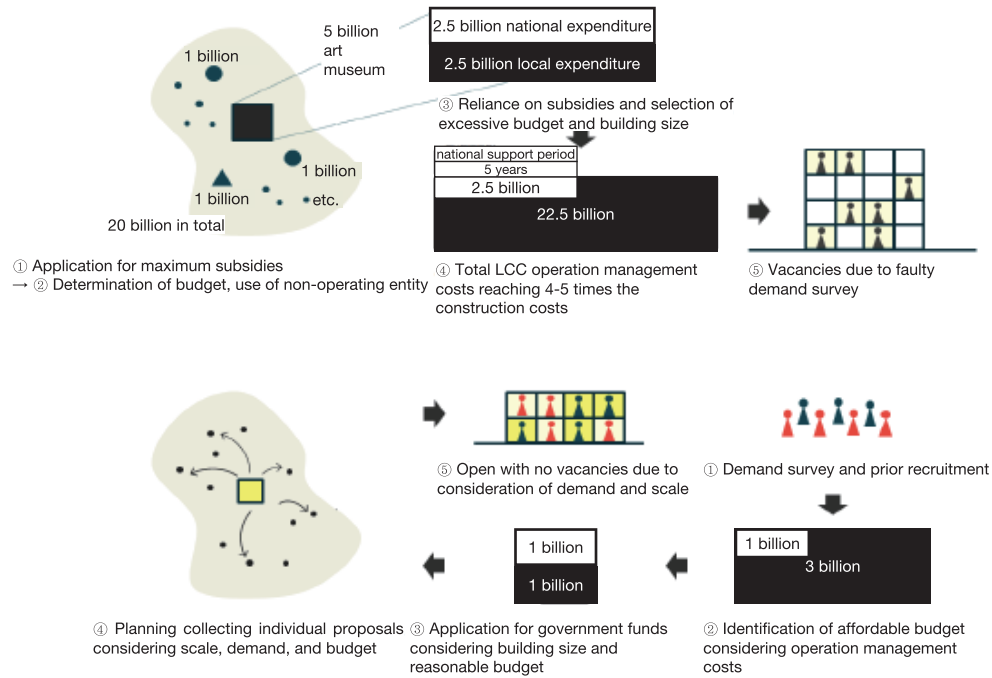 5 billion
art
museum
1 billion
1 billion
1 billion
etc.
20 billion in total
① Application for maximum subsidies
→ ② Determination of budget, use of non-operating entity
2.5 billion national expenditure
2.5 billion local expenditure
③ Reliance on subsidies and selection of
excessive budget and building size
national support period
5 years
2.5 billion
22.5 billion
④ Total LCC operation management
costs reaching 4-5 times the
construction costs
⑤ Vacancies due to faulty
demand survey
① Demand survey and prior recruitment
1 billion
3 billion
② Identification of affordable budget
considering operation management
costs
1 billion
1 billion
③ Application for government funds
considering building size and
reasonable budget
④ Planning collecting individual proposals
considering scale, demand, and budget
⑤ Open with no vacancies due to
consideration of demand and scale